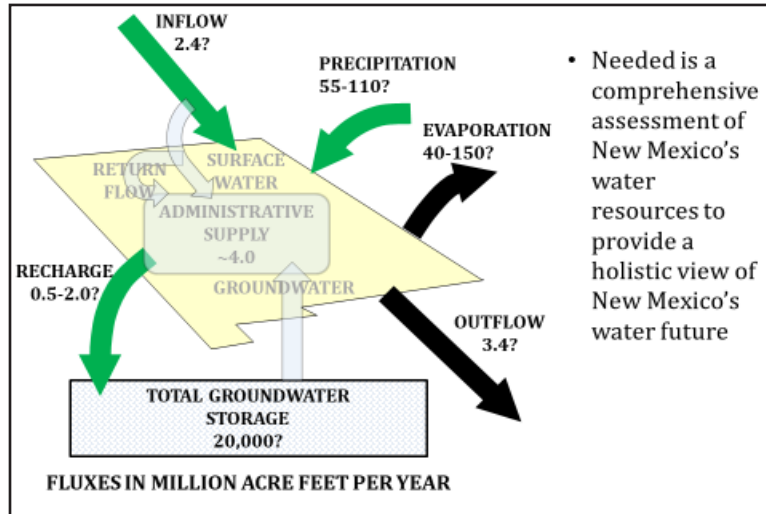 INFLOW
2.4?
PRECIPITATION
55-110?
EVAPORATION
40-150?
RETURN
FLOW
SURFACE
WATER
ADMINISTRATIVE
SUPPLY
~4.0
GROUNDWATER
RECHARGE
0.5-2.0?
OUTFLOW
3.4?
TOTAL GROUNDWATER
STORAGE
20,000?
FLUXES IN MILLION ACRE FEET PER YEAR
• Needed is a
comprehensive
assessment of
New Mexico's
water
resources to
provide a
holistic view of
New Mexico's
water future